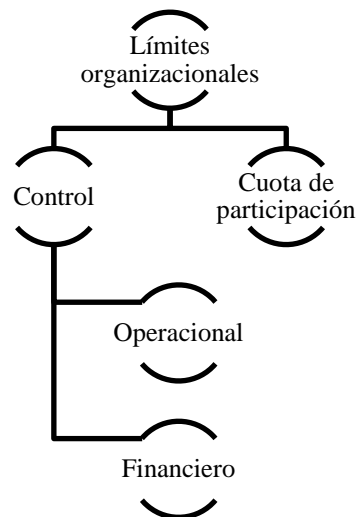 Límites
organizacionales
Control
Cuota de
participación
Operacional
Financiero